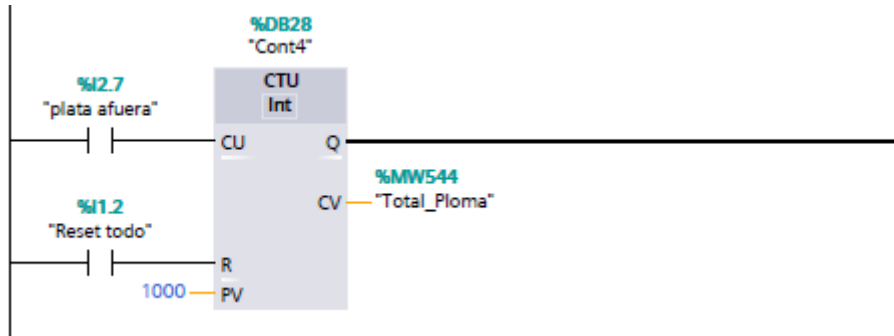 %DB28
"Cont4"
%I2.7
"plata afuera"
CTU
Int
CU
Q
%MW544
CV
"Total_Ploma"
%I1.2
"Reset todo"
R
1000
PV